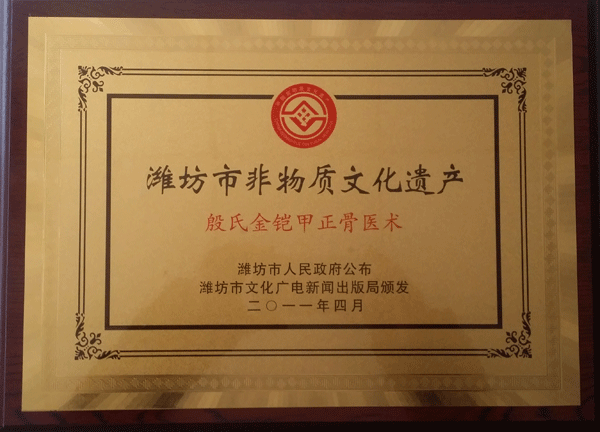 潍坊市非物质文化遗产
殷氏金铠甲正骨医术
潍坊市人民政府公布
潍坊市文化广电新闻出版局颁发
二〇一一年四月